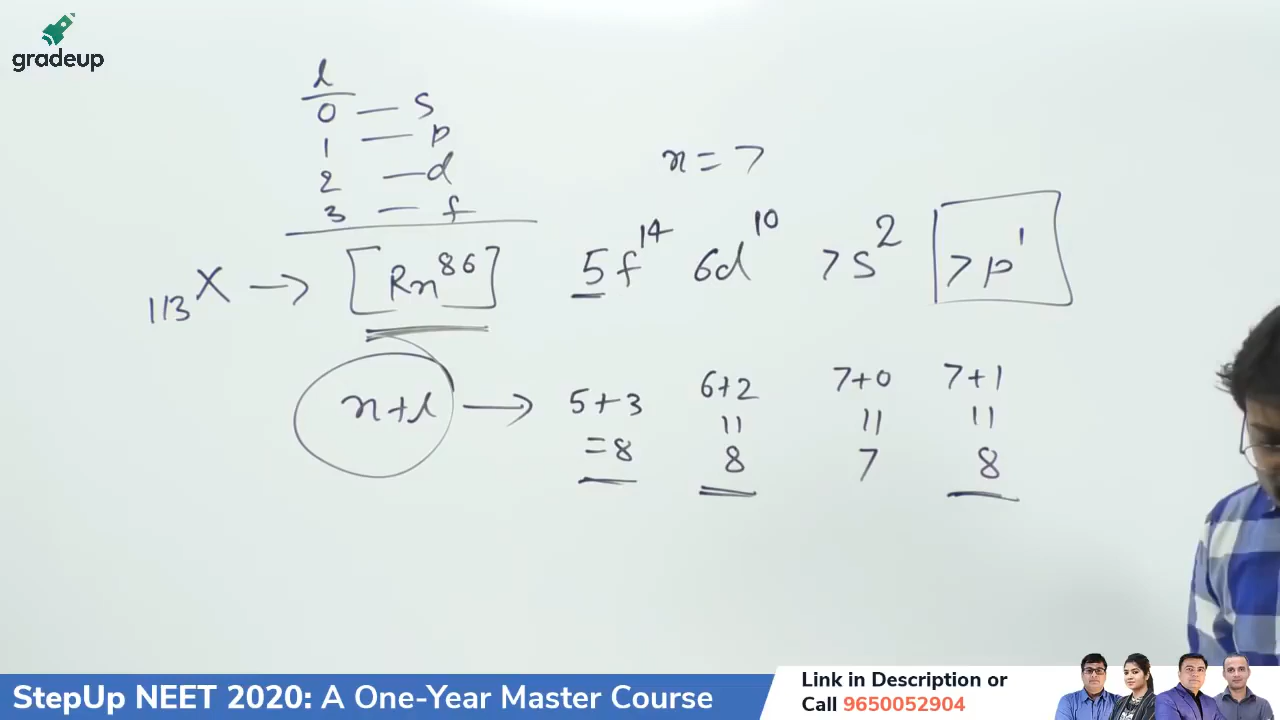 gradeup
l
0 — s
1 — p
2 — d
3 — f
n = 7
₁₁₃X → [Rn⁸⁶] 5f¹⁴ 6d¹⁰ 7s² 7p¹
n+l → 5+3 6+2 7+0 7+1
=8 || || ||
8 7 8
StepUp NEET 2020: A One-Year Master Course
Link in Description or
Call 9650052904